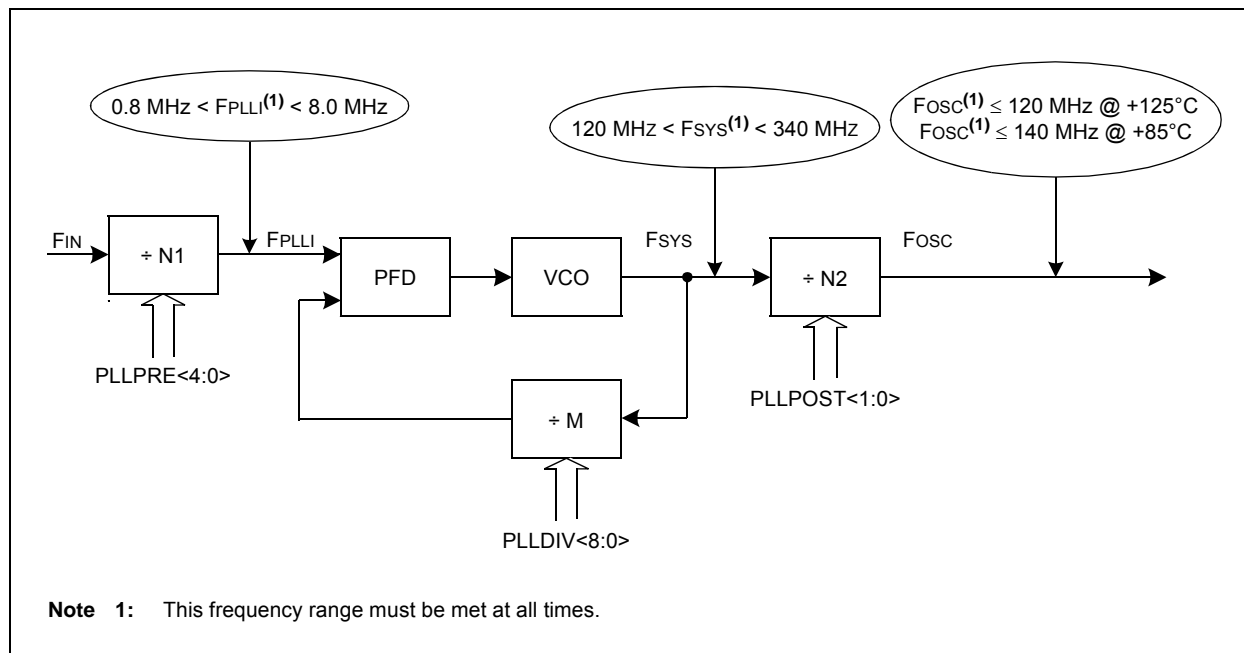 0.8 MHz < FPLLI(1) < 8.0 MHz
120 MHZ < FSYS(1) < 340 MHZ
FOSC(1) ≤ 120 MHz @ +125°C
FOSC(1) ≤ 140 MHz @ +85°C
FIN
÷ N1
FPLLI
PFD
VCO
FSYS
÷ N2
FOSC
PLLPRE<4:0>
÷ M
PLLPOST<1:0>
PLLDIV<8:0>
Note 1: This frequency range must be met at all times.